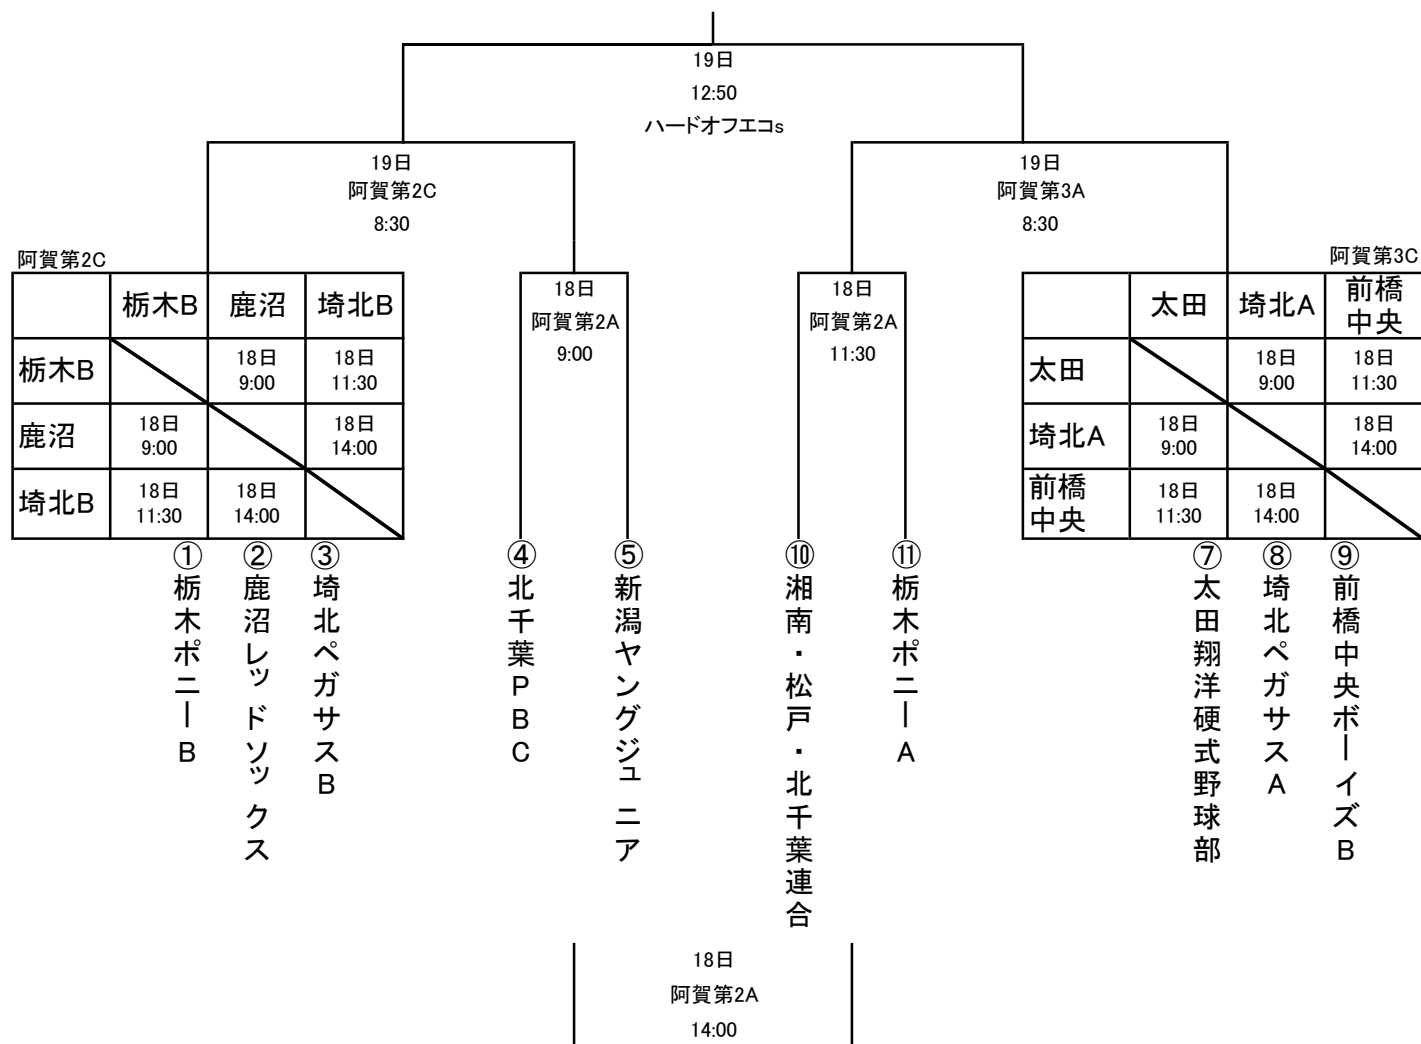 19日
12:50
ハードオフエコs
19日
阿賀第2C
8:30
19日
阿賀第3A
8:30
阿賀第2C
栃木B 鹿沼 埼北B
栃木B 18日 9:00 18日 11:30
鹿沼 18日 9:00 18日 14:00
埼北B 18日 11:30 18日 14:00
18日
阿賀第2A
9:00
18日
阿賀第2A
11:30
阿賀第3C
太田 埼北A 前橋中央
太田 18日 9:00 18日 11:30
埼北A 18日 9:00 18日 14:00
前橋中央 18日 11:30 18日 14:00
①栃木ポニーB
②鹿沼レッドソックス
③埼北ペガサスB
④北千葉PBC
⑤新潟ヤングジュニア
⑩湘南・松戸・北千葉連合
⑪栃木ポニーA
⑦太田翔洋硬式野球部
⑧埼北ペガサスA
⑨前橋中央ボーイズB
18日
阿賀第2A
14:00